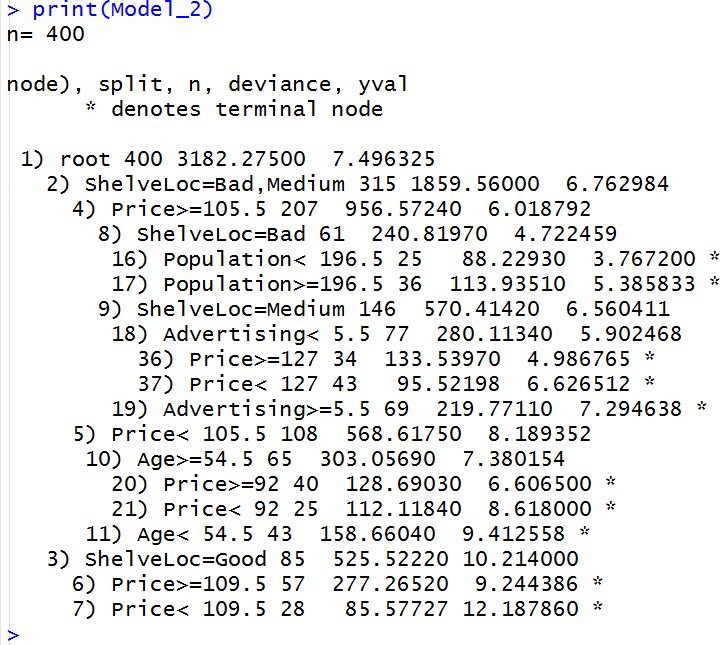 > print(Model_2)
n= 400
node), split, n, deviance, yval
* denotes terminal node
1) root 400 3182.27500 7.496325
2) ShelveLoc=Bad,Medium 315 1859.56000 6.762984
4) Price>=105.5 207 956.57240 6.018792
8) ShelveLoc=Bad 61 240.81970 4.722459
16) Population< 196.5 25 88.22930 3.767200 *
17) Population>=196.5 36 113.93510 5.385833 *
9) ShelveLoc=Medium 146 570.41420 6.560411
18) Advertising< 5.5 77 280.11340 5.902468
36) Price>=127 34 133.53970 4.986765 *
37) Price< 127 43 95.52198 6.626512 *
19) Advertising>=5.5 69 219.77110 7.294638 *
5) Price< 105.5 108 568.61750 8.189352
10) Age>=54.5 65 303.05690 7.380154
20) Price>=92 40 128.69030 6.606500 *
21) Price< 92 25 112.11840 8.618000 *
11) Age< 54.5 43 158.66040 9.412558 *
3) ShelveLoc=Good 85 525.52220 10.214000
6) Price>=109.5 57 277.26520 9.244386 *
7) Price< 109.5 28 85.57727 12.187860 *
>